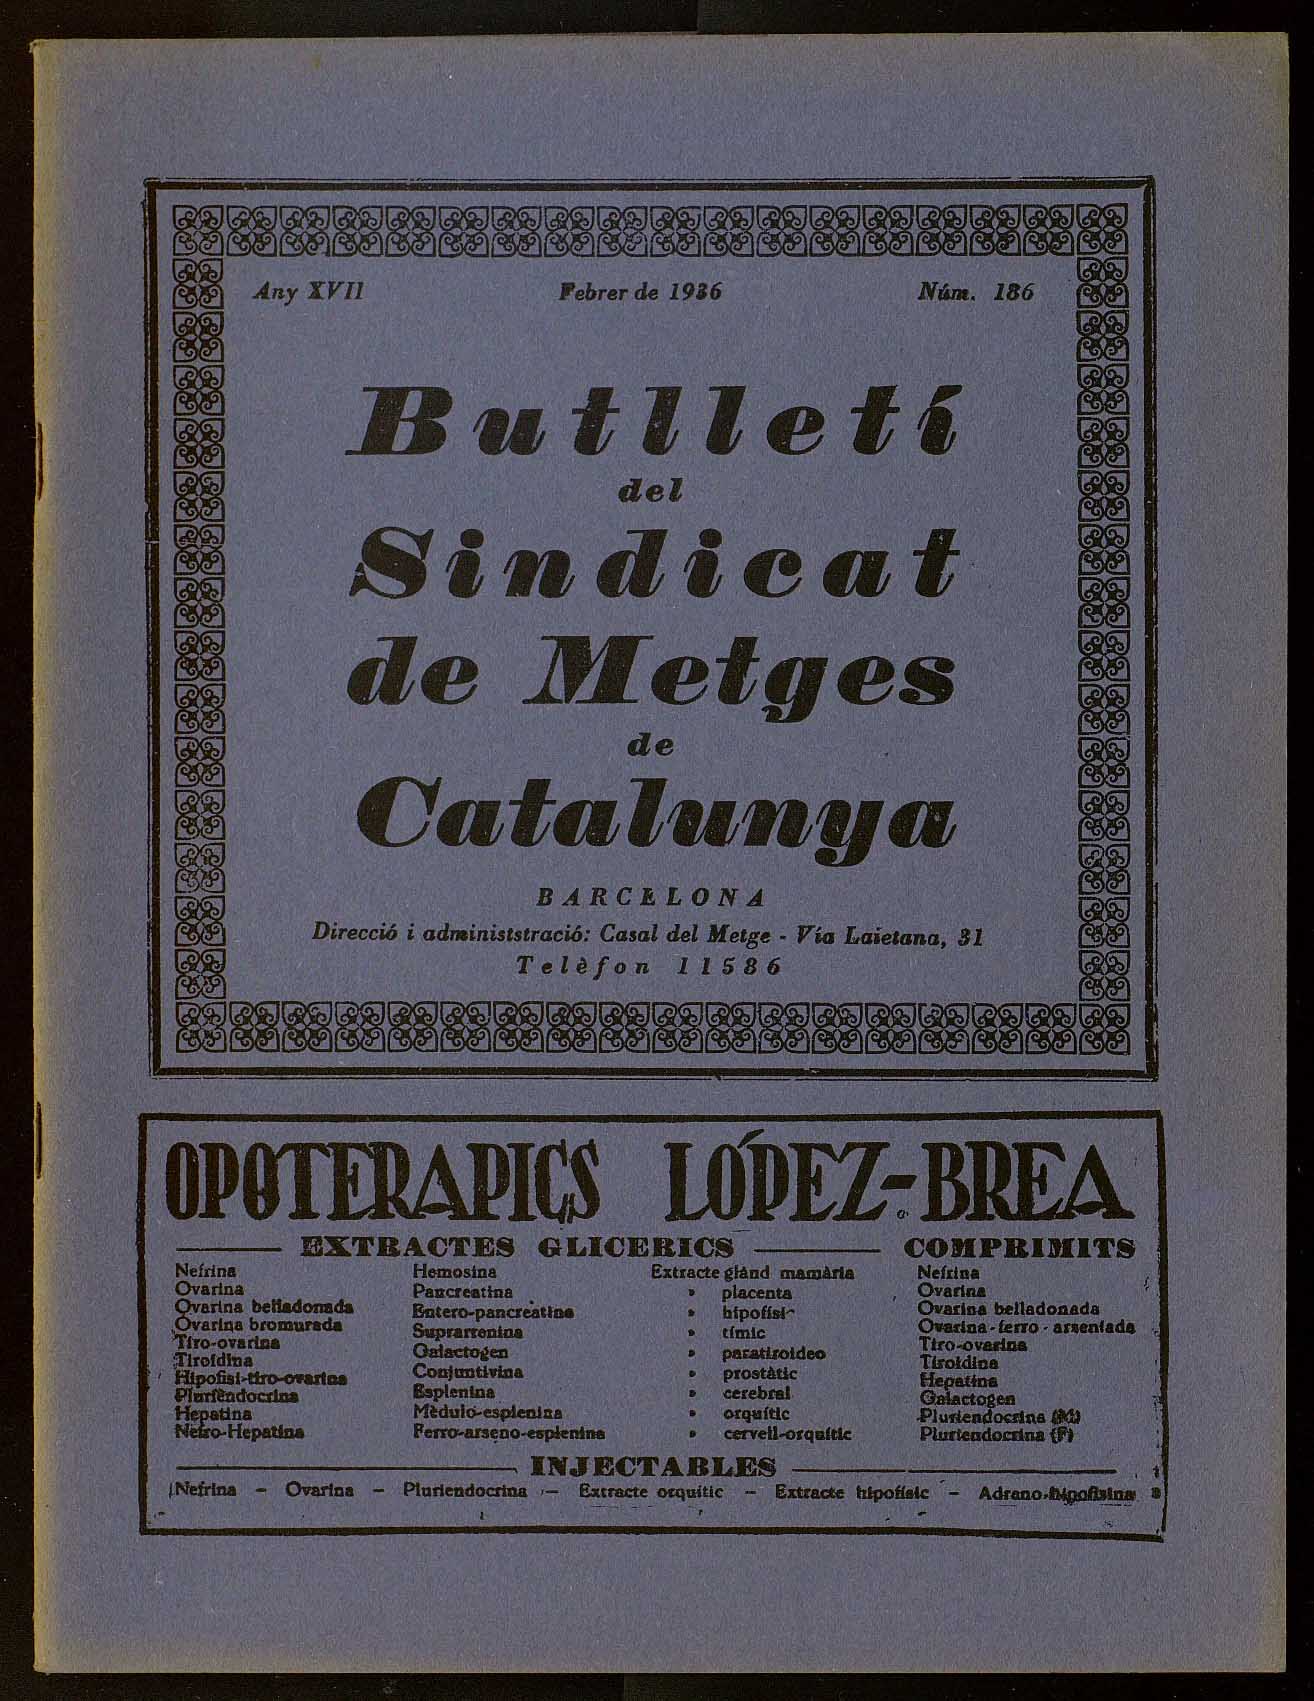 Any XVII Febrer de 1936 Núm. 186
Butlletí
del
Sindicat
de Metges
de
Catalunya
BARCELONA
Direcció i administstració: Casal del Metge - Vía Laietana, 31
Telèfon 11586
OPOTERAPICS LÓPEZ-BREA
EXTRACTES GLICERICS
Nefrina
Ovarina
Ovarina belladonada
Ovarina bromurada
Tiro-ovarina
Tiroidina
Hipofisi-tiro-ovarina
Pluriendocrina
Hepatina
Nefro-Hepatina
Hemosina
Pancreatina
Entero-pancreàtina
Suprarrenina
Galactogen
Conjuntivina
Esplenina
Mèdulo-esplenina
Ferro-arseno-esplenina
Extracte glànd mamària
» placenta
» hipofisi
» tímic
» paratiroideo
» prostàtic
» cerebral
» orquític
» cervell-orquític
COMPRIMITS
Nefrina
Ovarina
Ovarina belladonada
Ovarina - ferro - arseniada
Tiro-ovarina
Tiroidina
Hepatina
Galactogen
Pluriendocrina (M)
Pluriendocrina (F)
INJECTABLES
Nefrina - Ovarina - Pluriendocrina - Extracte orquític - Extracte hipofisic - Adrano-hipofisina